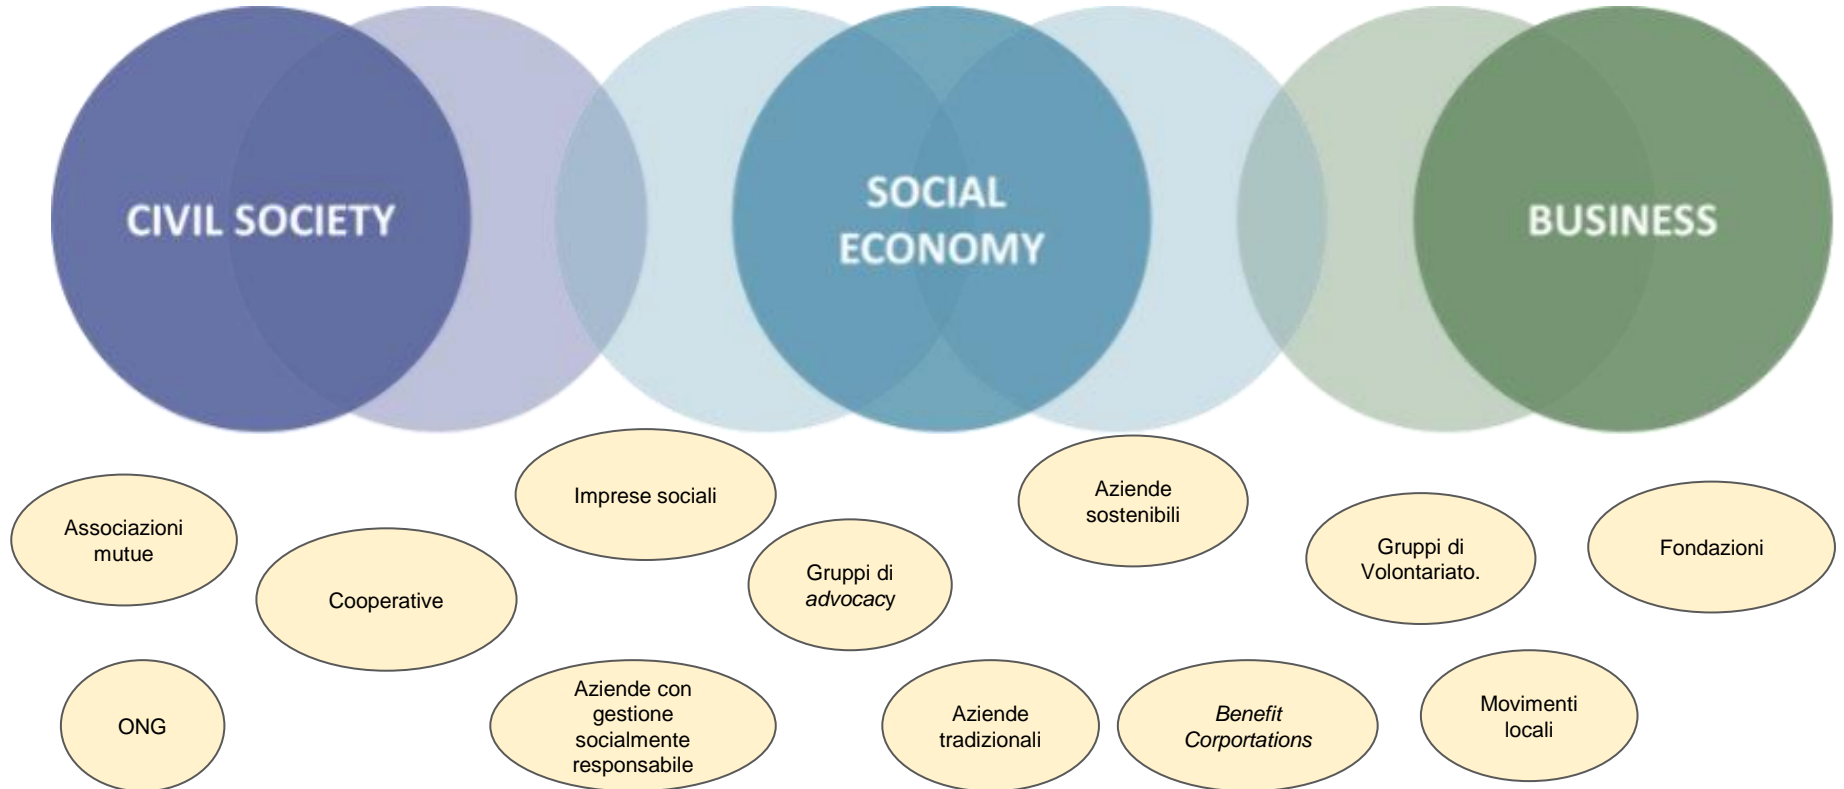 CIVIL SOCIETY
SOCIAL
ECONOMY
BUSINESS
Associazioni
mutue
Cooperative
Imprese sociali
Gruppi di
advocacy
Aziende
sostenibili
Gruppi di
Volontariato.
Fondazioni
ONG
Aziende con
gestione
socialmente
responsabile
Aziende
tradizionali
Benefit
Corportations
Movimenti
locali